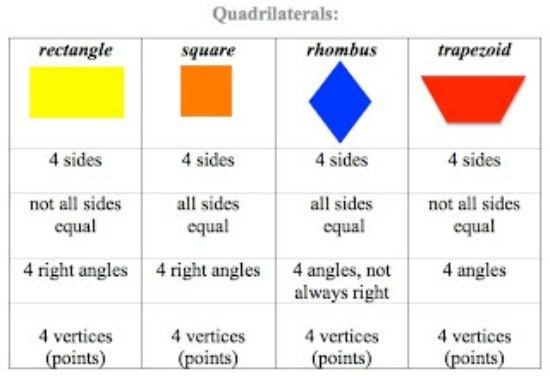 Quadrilaterals:
rectangle square rhombus trapezoid
4 sides 4 sides 4 sides 4 sides
not all sides all sides all sides not all sides
equal equal equal equal
4 right angles 4 right angles 4 angles, not 4 angles
always right
4 vertices 4 vertices 4 vertices 4 vertices
(points) (points) (points) (points)